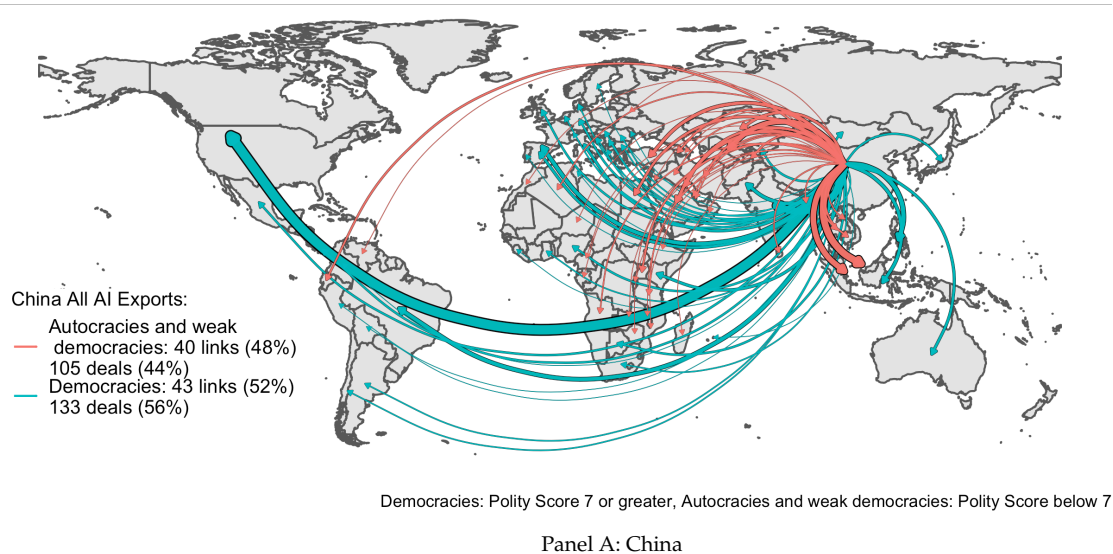 China All AI Exports:
Autocracies and weak
democracies: 40 links (48%)
105 deals (44%)
Democracies: 43 links (52%)
133 deals (56%)
Democracies: Polity Score 7 or greater, Autocracies and weak democracies: Polity Score below 7
Panel A: China